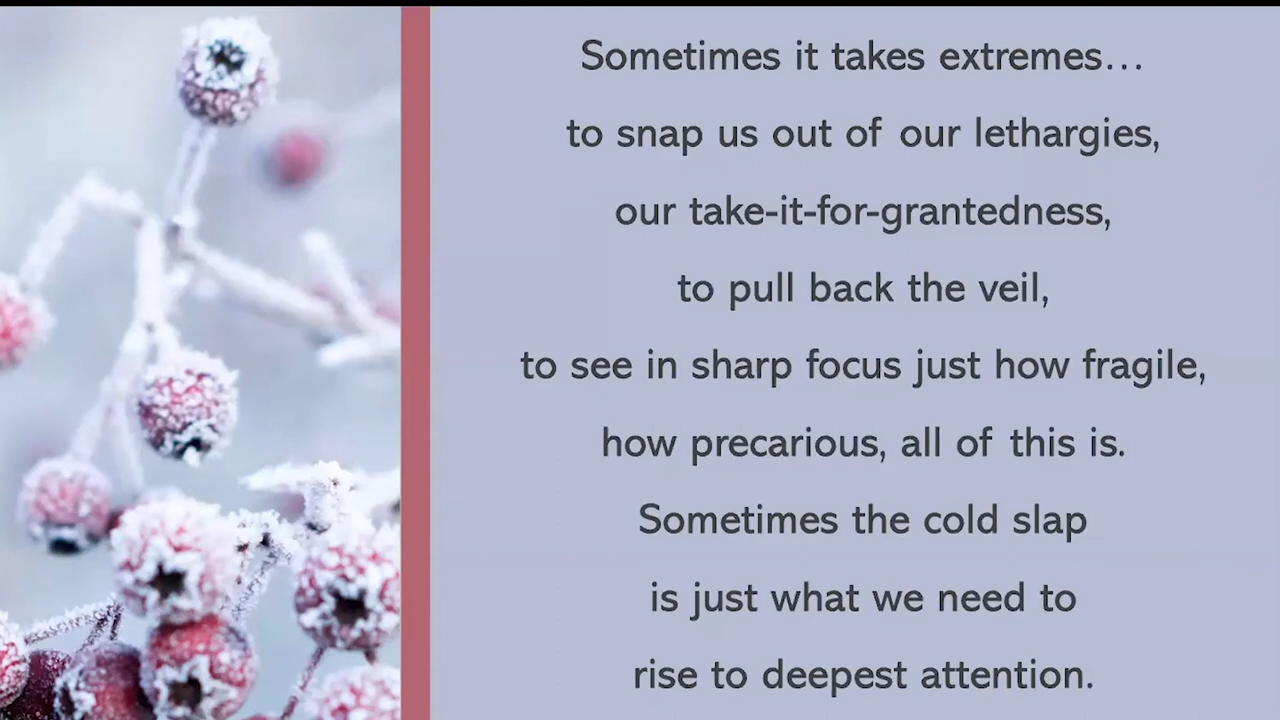 Sometimes it takes extremes…
to snap us out of our lethargies,
our take-it-for-grantedness,
to pull back the veil,
to see in sharp focus just how fragile,
how precarious, all of this is.
Sometimes the cold slap
is just what we need to
rise to deepest attention.